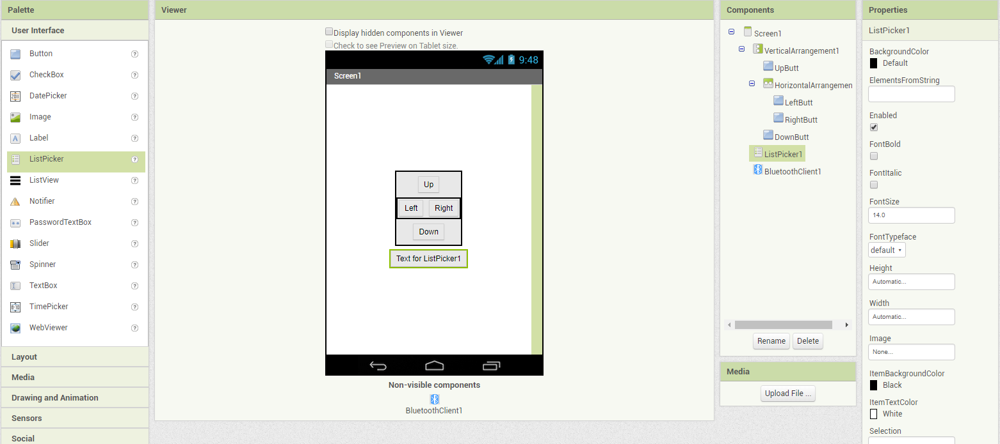 Palette
User Interface
Button
CheckBox
DatePicker
Image
Label
ListPicker
ListView
Notifier
PasswordTextBox
Slider
Spinner
TextBox
TimePicker
WebViewer
Layout
Media
Drawing and Animation
Sensors
Social
Viewer
Display hidden components in Viewer
Check to see Preview on Tablet size.
9:48
Screen1
Up
Left Right
Down
Text for ListPicker1
Non-visible components
BluetoothClient1
Components
Screen1
VerticalArrangement1
UpButt
HorizontalArrangemen
LeftButt
RightButt
DownButt
ListPicker1
BluetoothClient1
Rename Delete
Media
Upload File ...
Properties
ListPicker1
BackgroundColor
Default
ElementsFromString
Enabled
FontBold
FontItalic
FontSize
14.0
FontTypeface
default
Height
Automatic...
Width
Automatic...
Image
None...
ItemBackgroundColor
Black
ItemTextColor
White
Selection